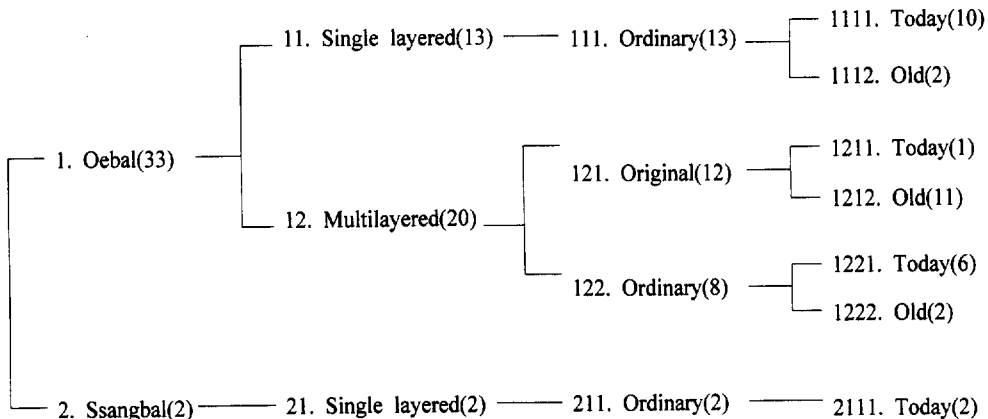 1. Oebal(33)
11. Single layered(13)
111. Ordinary(13)
1111. Today(10)
1112. Old(2)
12. Multilayered(20)
121. Original(12)
1211. Today(1)
1212. Old(11)
122. Ordinary(8)
1221. Today(6)
1222. Old(2)
2. Ssangbal(2)
21. Single layered(2)
211. Ordinary(2)
2111. Today(2)